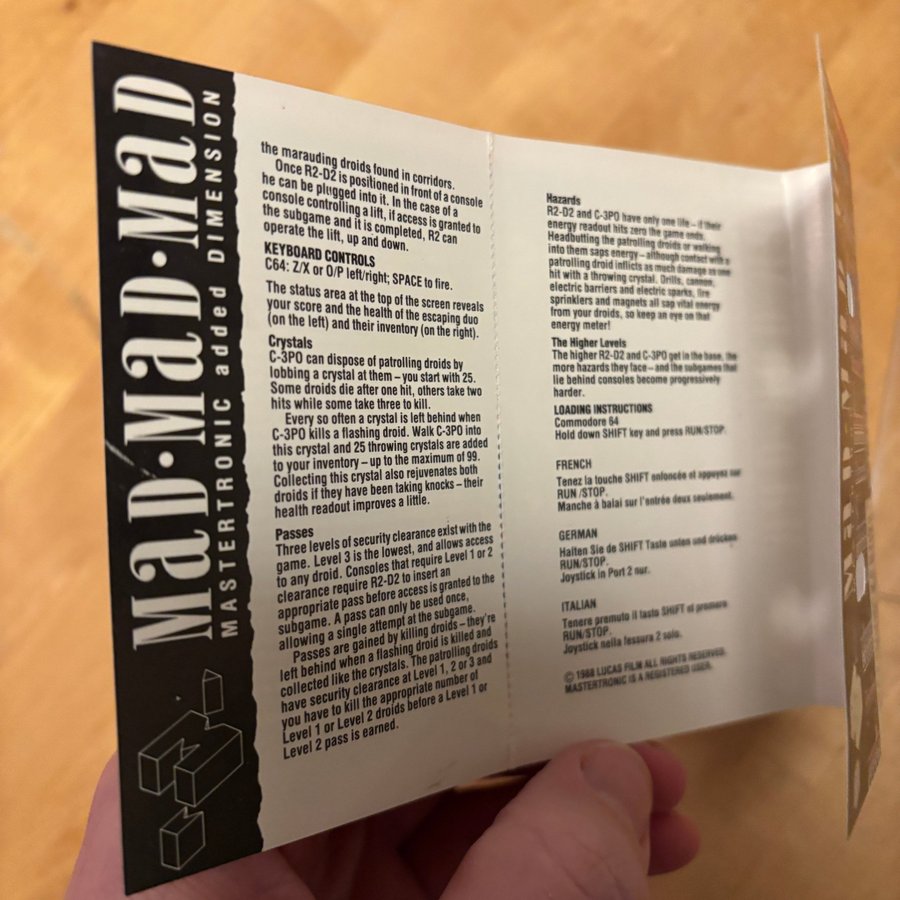 MaD•MaD•MaD
MASTERTRONIC added DIMENSION
the marauding droids found in corridors.
Once R2-D2 is positioned in front of a console
he can be plugged into it. In the case of a
console controlling a lift, if access is granted to
the subgame and it is completed, R2 can
operate the lift, up and down.
KEYBOARD CONTROLS
C64: Z/X or O/P left/right; SPACE to fire.
The status area at the top of the screen reveals
your score and the health of the escaping duo
(on the left) and their inventory (on the right).
Crystals
C-3PO can dispose of patrolling droids by
lobbing a crystal at them – you start with 25.
Some droids die after one hit, others take two
hits while some take three to kill.
Every so often a crystal is left behind when
C-3PO kills a flashing droid. Walk C-3PO into
this crystal and 25 throwing crystals are added
to your inventory – up to the maximum of 99.
Collecting this crystal also rejuvenates both
droids if they have been taking knocks – their
health readout improves a little.
Passes
Three levels of security clearance exist with the
game. Level 3 is the lowest, and allows access
to any droid. Consoles that require Level 1 or 2
clearance require R2-D2 to insert an
appropriate pass before access is granted to the
subgame. A pass can only be used once,
allowing a single attempt at the subgame.
Passes are gained by killing droids – they're
left behind when a flashing droid is killed and
collected like the crystals. The patrolling droids
have security clearance at Level 1, 2 or 3 and
you have to kill the appropriate number of
Level 1 or Level 2 droids before a Level 1 or
Level 2 pass is earned.
Hazards
R2-D2 and C-3PO have only one life – if their
energy readout hits zero the game ends.
Headbutting the patrolling droids or walking
into them saps energy – although contact with a
patrolling droid inflicts as much damage as one
hit with a throwing crystal. Drills, cannon,
electric barriers and electric sparks, fire
sprinklers and magnets all sap vital energy
from your droids, so keep an eye on that
energy meter!
The Higher Levels
The higher R2-D2 and C-3PO get in the base, the
more hazards they face – and the subgames that
lie behind consoles become progressively
harder.
LOADING INSTRUCTIONS
Commodore 64
Hold down SHIFT key and press RUN/STOP.
FRENCH
Tenez la touche SHIFT enfoncée et appuyez sur
RUN /STOP.
Manche à balai sur l'entrée deux seulement.
GERMAN
Halten Sie de SHIFT Taste unten und drücken
RUN/STOP.
Joystick in Port 2 nur.
ITALIAN
Tenere premuto il tasto SHIFT et premere
RUN/STOP.
Joystick nella fessura 2 solo.
© 1988 LUCAS FILM ALL RIGHTS RESERVED.
MASTERTRONIC IS A REGISTERED USER.